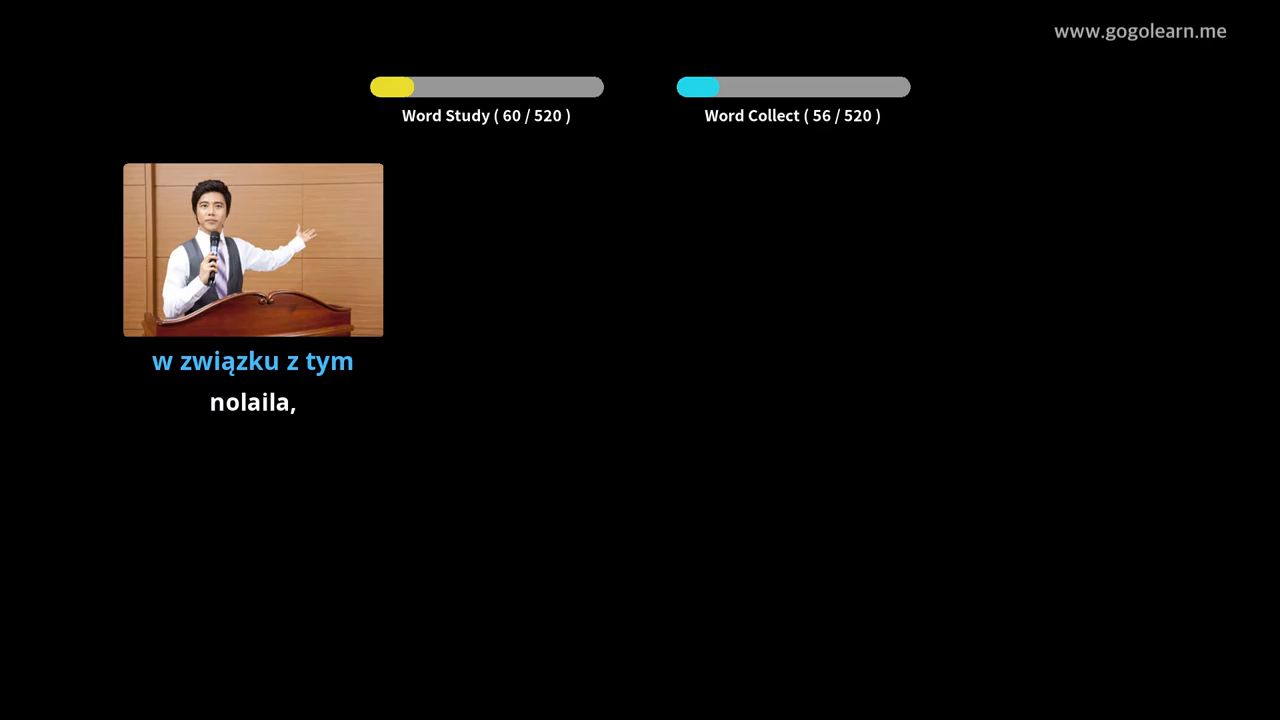 www.gogolearn.me
Word Study ( 60 / 520 )
Word Collect ( 56 / 520 )
w związku z tym
nolaila,